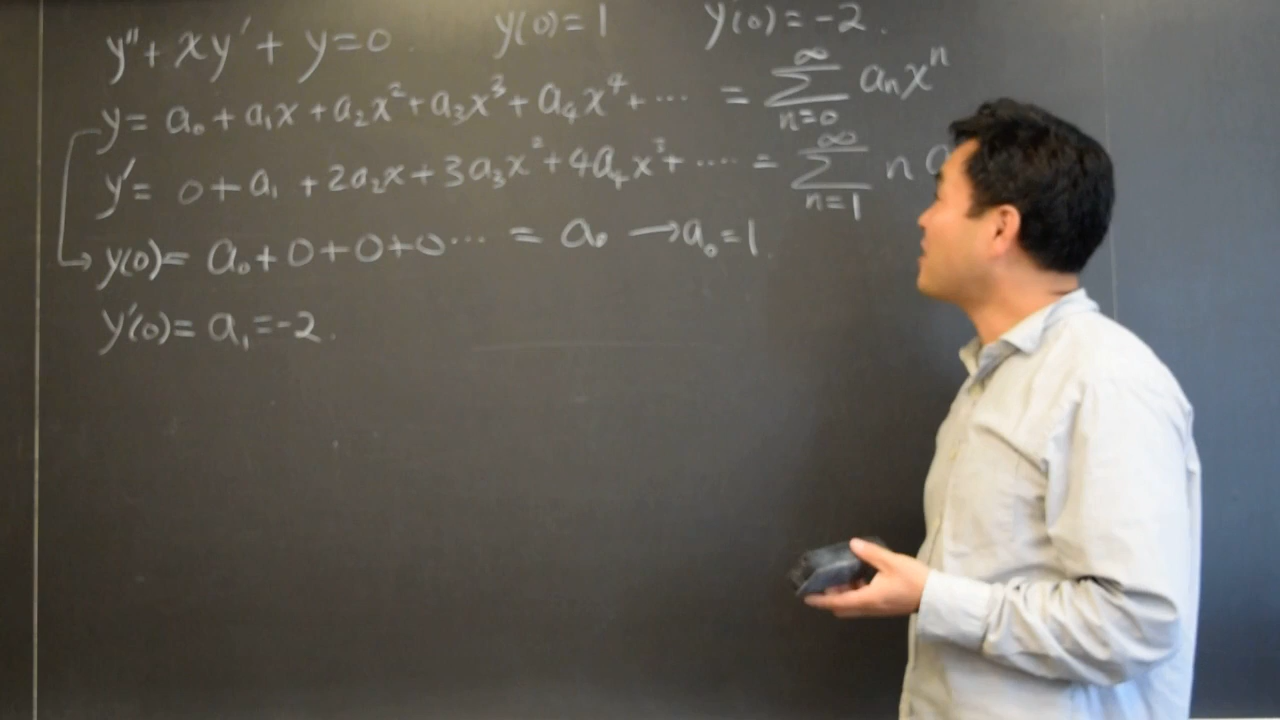 y'' + xy' + y = 0. y(0) = 1 y'(0) = -2.
y = a₀ + a₁x + a₂x² + a₃x³ + a₄x⁴ + ⋯ = ∑_{n=0}^{∞} aₙxⁿ
y' = 0 + a₁ + 2a₂x + 3a₃x² + 4a₄x³ + ⋯⋅ = ∑_{n=1}^{∞} n a
→ y(0) = a₀ + 0 + 0 + 0 ⋯ = a₀ → a₀ = 1.
y'(0) = a₁ = -2.